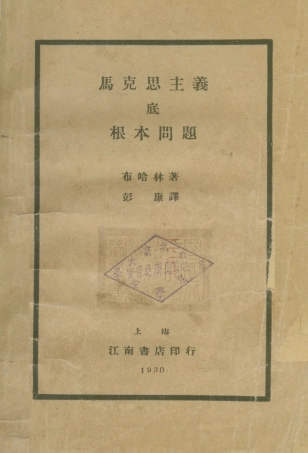 馬克思主義
底
根本問題
布哈林著
彭康譯
上海
江南書店印行
1930